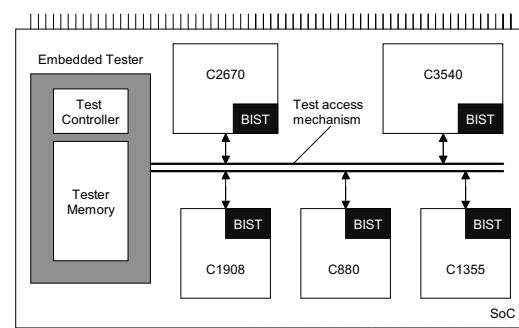 Embedded Tester
Test
Controller
Tester
Memory
C2670
BIST
Test access
mechanism
C3540
BIST
BIST
C1908
BIST
C880
BIST
C1355
SoC